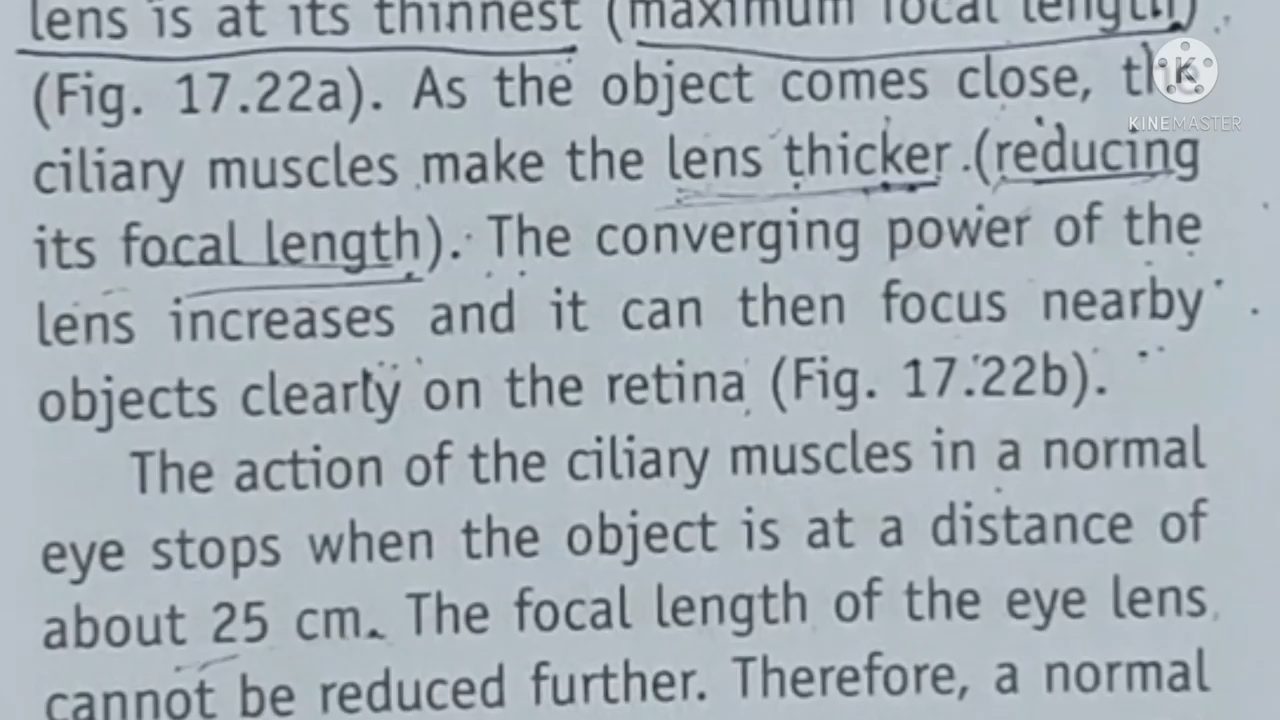 lens is at its thinnest (maximum focal length)
(Fig. 17.22a). As the object comes close, the
K
KINEMASTER
ciliary muscles make the lens thicker (reducing
its focal length). The converging power of the
lens increases and it can then focus nearby
objects clearly on the retina (Fig. 17.22b).
The action of the ciliary muscles in a normal
eye stops when the object is at a distance of
about 25 cm. The focal length of the eye lens
cannot be reduced further. Therefore, a normal